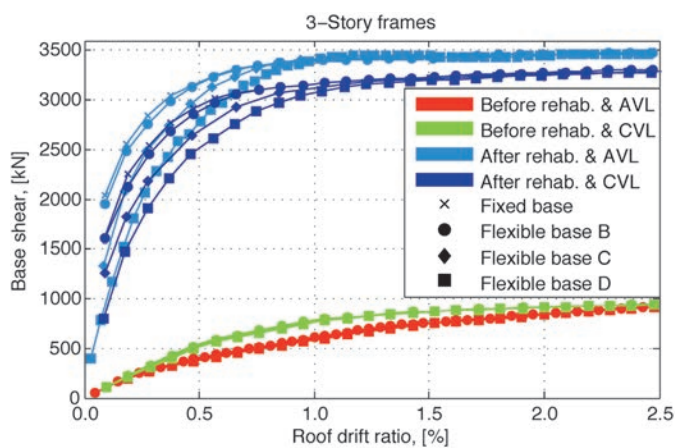 3–Story frames
3500
3000
2500
2000
1500
1000
500
0
Base shear, [kN]
Before rehab. & AVL
Before rehab. & CVL
After rehab. & AVL
After rehab. & CVL
Fixed base
Flexible base B
Flexible base C
Flexible base D
0.0 0.5 1.0 1.5 2.0 2.5
Roof drift ratio, [%]